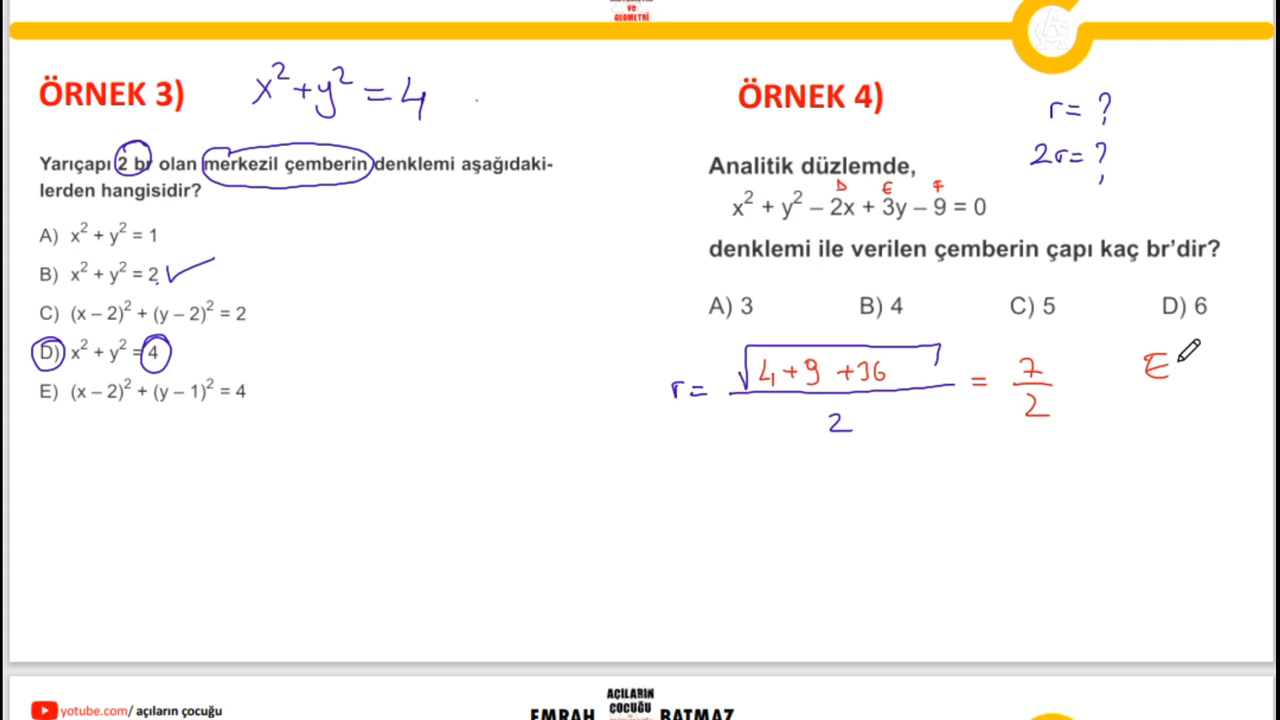 ve
GEOMETRİ
ÖRNEK 3)
x² + y² = 4
Yarıçapı 2 br olan merkezil çemberin denklemi aşağıdaki-
lerden hangisidir?
A) x² + y² = 1
B) x² + y² = 2
C) (x – 2)² + (y – 2)² = 2
D) x² + y² = 4
E) (x – 2)² + (y – 1)² = 4
ÖRNEK 4)
r = ?
2r = ?
Analitik düzlemde,
D E F
x² + y² – 2x + 3y – 9 = 0
denklemi ile verilen çemberin çapı kaç br'dir?
A) 3 B) 4 C) 5 D) 6
r = √4 + 9 + 36 / 2 = 7/2
E
yotube.com/ açıların çocuğu
AÇILARIN
ÇOCUĞU
EMRAH BATMAZ